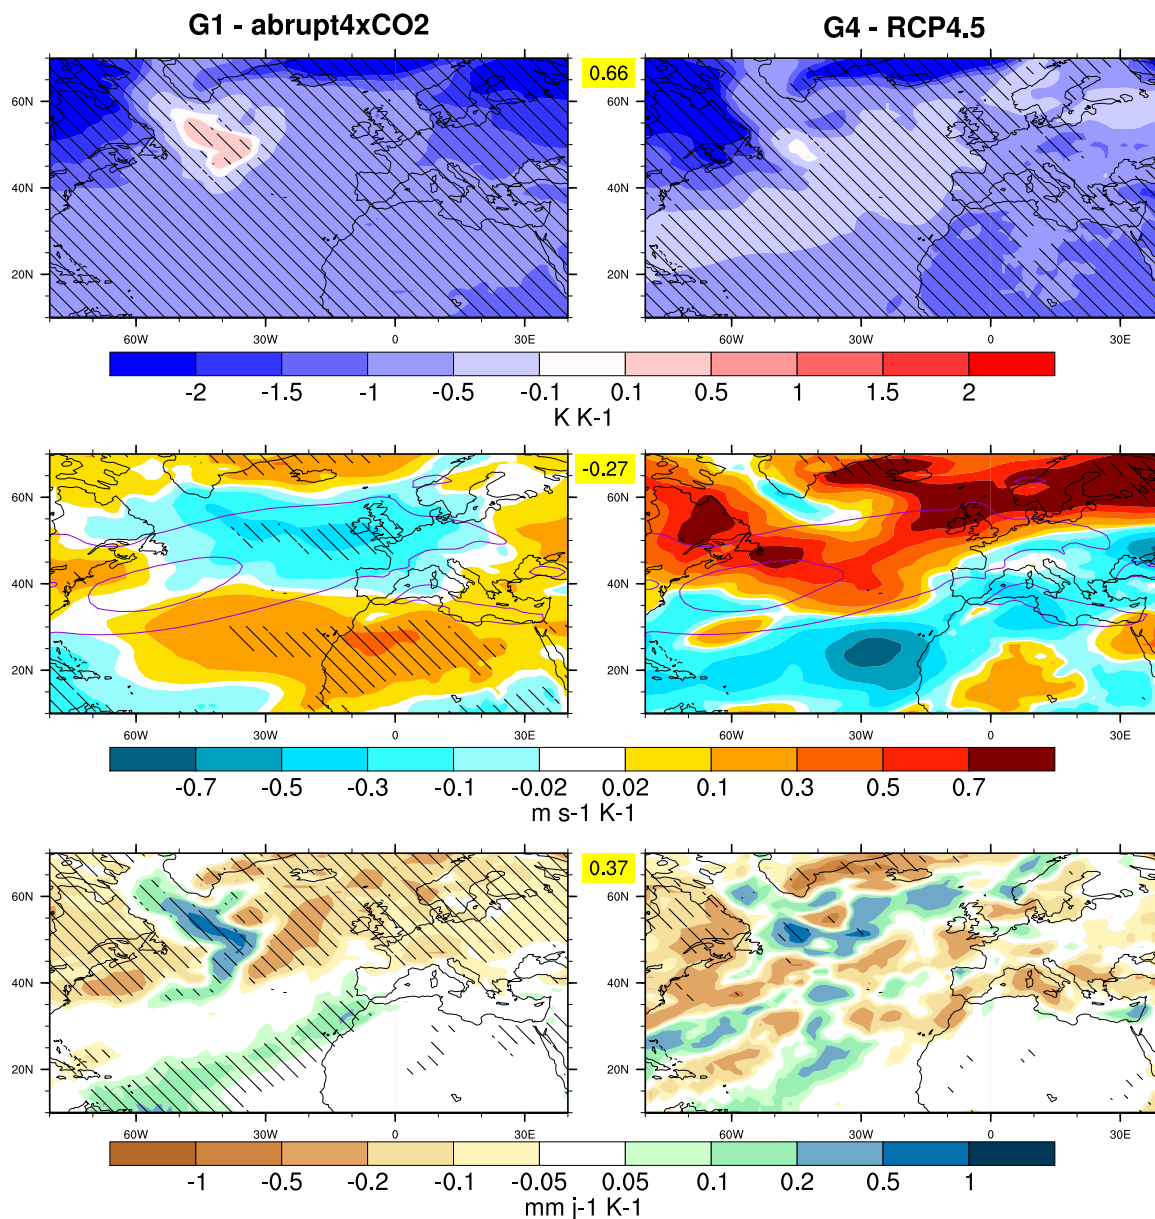 G1 - abrupt4xCO2 G4 - RCP4.5
0.66
60N 60N
40N 40N
20N 20N
60W 30W 0 30E 60W 30W 0 30E
-2 -1.5 -1 -0.5 -0.1 0.1 0.5 1 1.5 2
K K-1
-0.27
60N 60N
40N 40N
20N 20N
60W 30W 0 30E 60W 30W 0 30E
-0.7 -0.5 -0.3 -0.1 -0.02 0.02 0.1 0.3 0.5 0.7
m s-1 K-1
0.37
60N 60N
40N 40N
20N 20N
60W 30W 0 30E 60W 30W 0 30E
-1 -0.5 -0.2 -0.1 -0.05 0.05 0.1 0.2 0.5 1
mm j-1 K-1